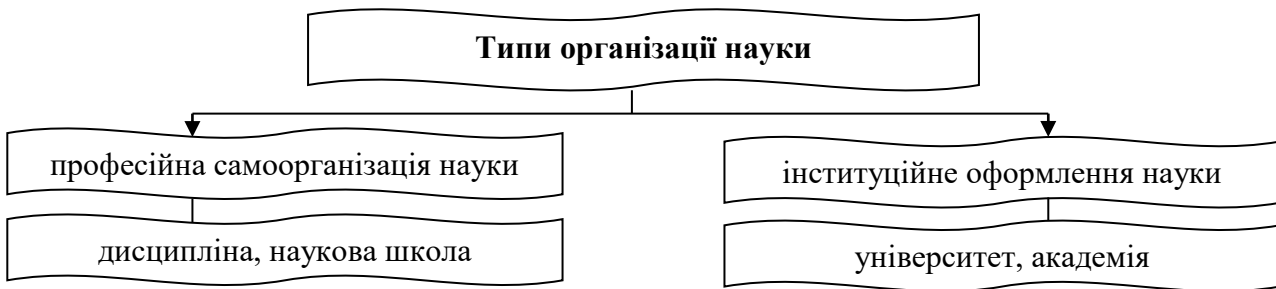 Типи організації науки
професійна самоорганізація науки
інституційне оформлення науки
дисципліна, наукова школа
університет, академія